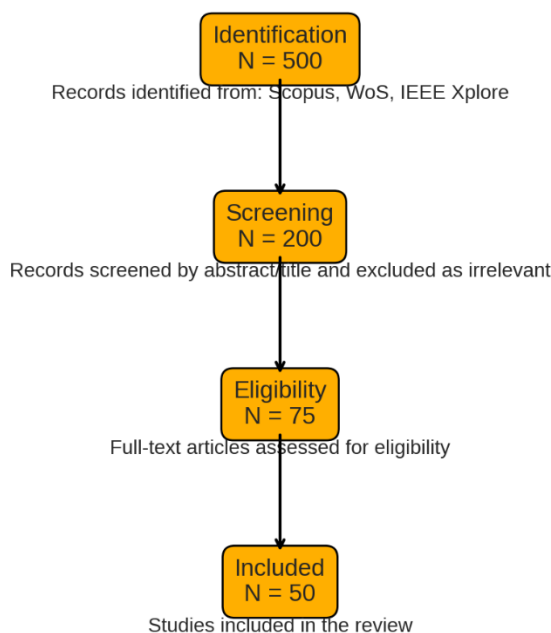 Identification
N = 500
Records identified from: Scopus, WoS, IEEE Xplore
Screening
N = 200
Records screened by abstract/title and excluded as irrelevant
Eligibility
N = 75
Full-text articles assessed for eligibility
Included
N = 50
Studies included in the review